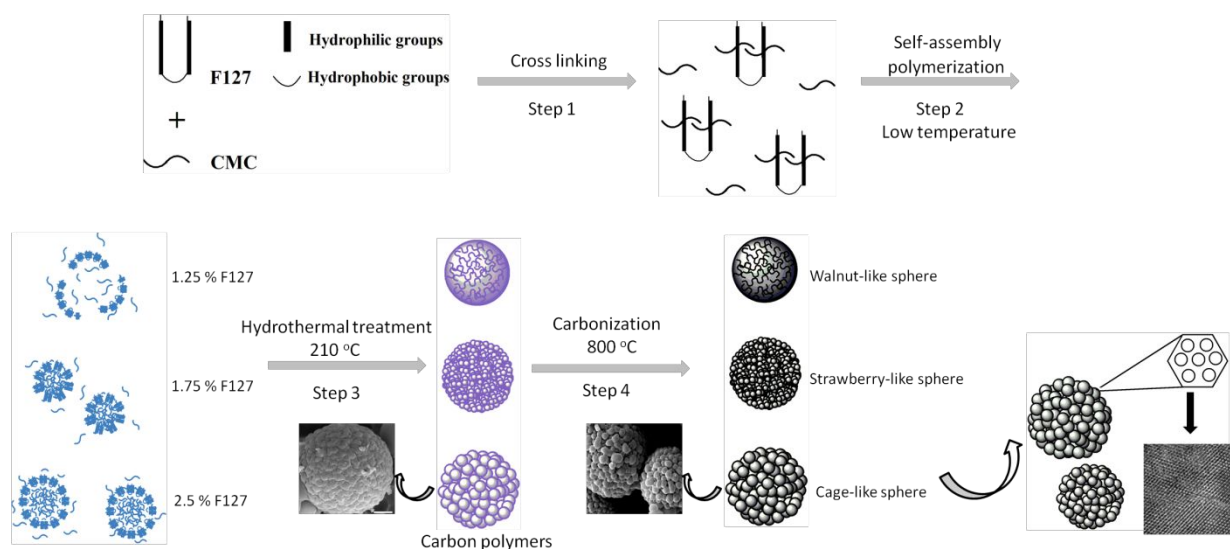 Hydrophilic groups
F127
Hydrophobic groups
+
CMC
Cross linking
Step 1
Self-assembly
polymerization
Step 2
Low temperature
1.25 % F127
1.75 % F127
2.5 % F127
Hydrothermal treatment
210 °C
Step 3
Carbon polymers
Carbonization
800 °C
Step 4
Walnut-like sphere
Strawberry-like sphere
Cage-like sphere